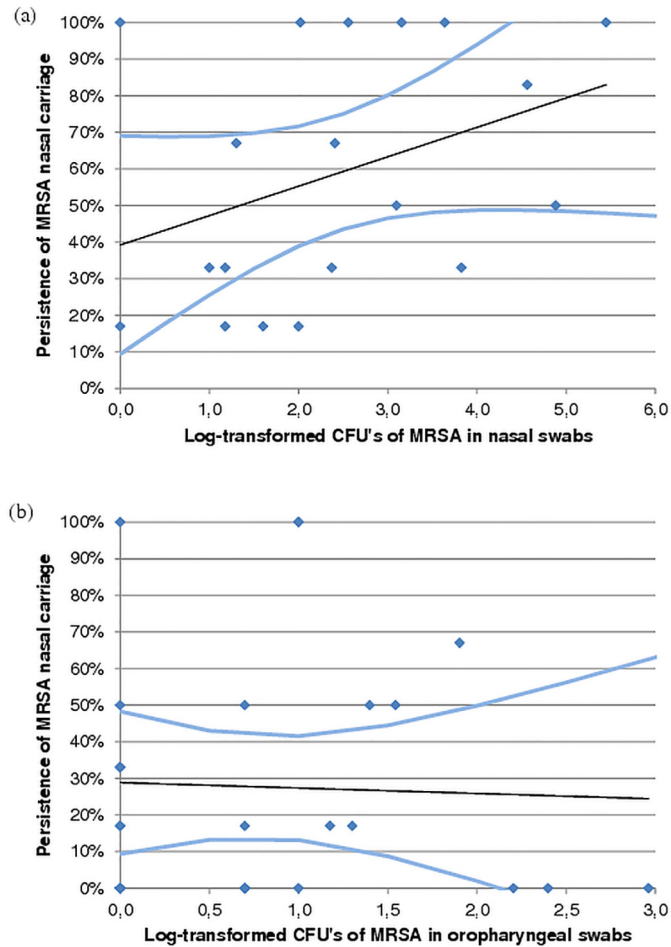 (a)
100%
90%
80%
70%
60%
50%
40%
30%
20%
10%
0%
Persistence of MRSA nasal carriage
0,0 1,0 2,0 3,0 4,0 5,0 6,0
Log-transformed CFU's of MRSA in nasal swabs
(b)
100%
90%
80%
70%
60%
50%
40%
30%
20%
10%
0%
Persistence of MRSA nasal carriage
0,0 0,5 1,0 1,5 2,0 2,5 3,0
Log-transformed CFU's of MRSA in oropharyngeal swabs